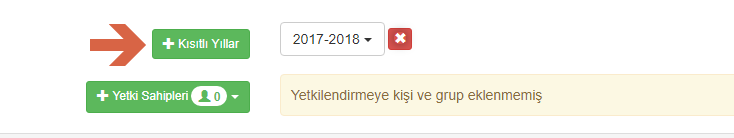 Kısıtlı Yıllar 2017-2018
Yetki Sahipleri 0 Yetkilendirmeye kişi ve grup eklenmemiş